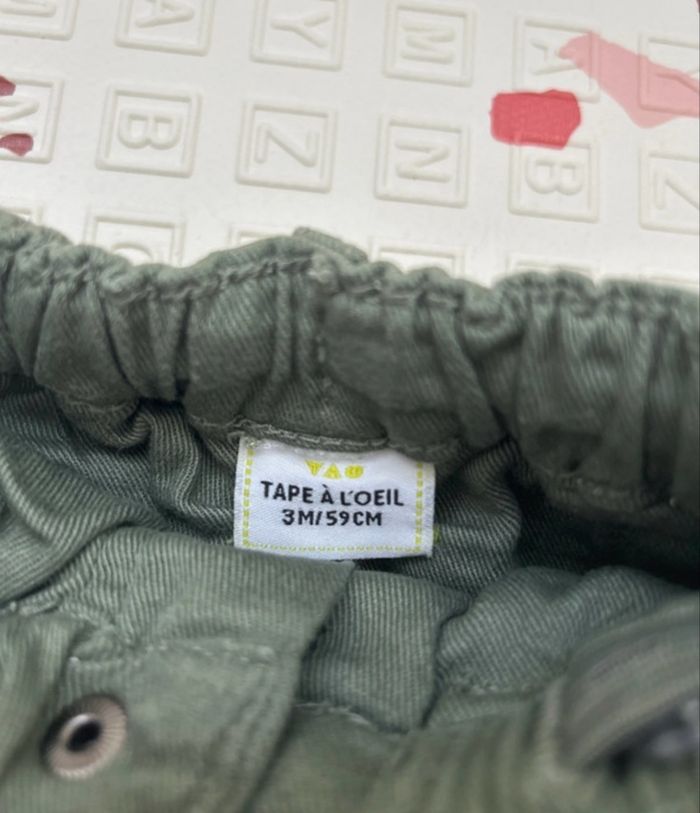 Y M A
B Z N B Z
TAO
TAPE À L'OEIL
3M/59CM